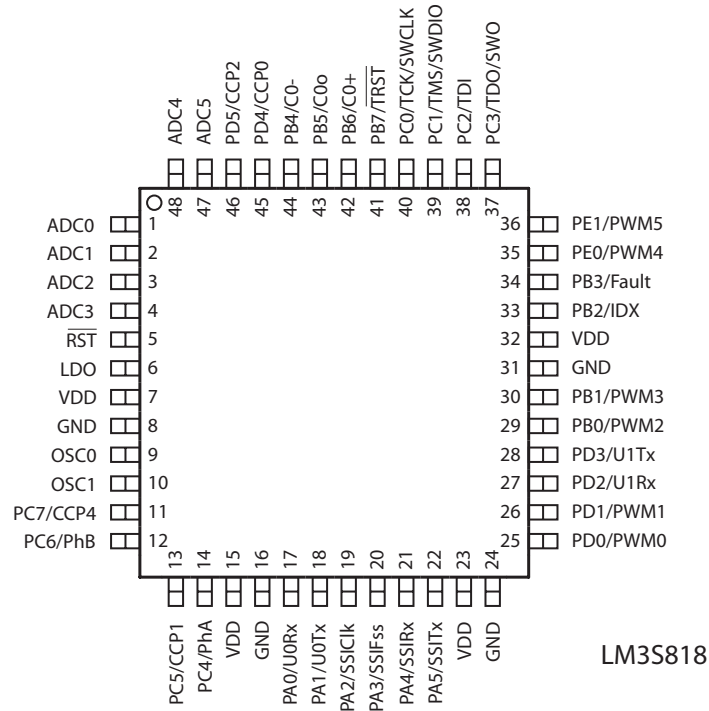 ADC4
ADC5
PD5/CCP2
PD4/CCP0
PB4/C0-
PB5/C0o
PB6/C0+
PB7/TRST
PC0/TCK/SWCLK
PC1/TMS/SWDIO
PC2/TDI
PC3/TDO/SWO
48
47
46
45
44
43
42
41
40
39
38
37
ADC0 1
ADC1 2
ADC2 3
ADC3 4
RST 5
LDO 6
VDD 7
GND 8
OSC0 9
OSC1 10
PC7/CCP4 11
PC6/PhB 12
36 PE1/PWM5
35 PE0/PWM4
34 PB3/Fault
33 PB2/IDX
32 VDD
31 GND
30 PB1/PWM3
29 PB0/PWM2
28 PD3/U1Tx
27 PD2/U1Rx
26 PD1/PWM1
25 PD0/PWM0
13
14
15
16
17
18
19
20
21
22
23
24
PC5/CCP1
PC4/PhA
VDD
GND
PA0/U0Rx
PA1/U0Tx
PA2/SSIClk
PA3/SSIFss
PA4/SSIRx
PA5/SSITx
VDD
GND
LM3S818